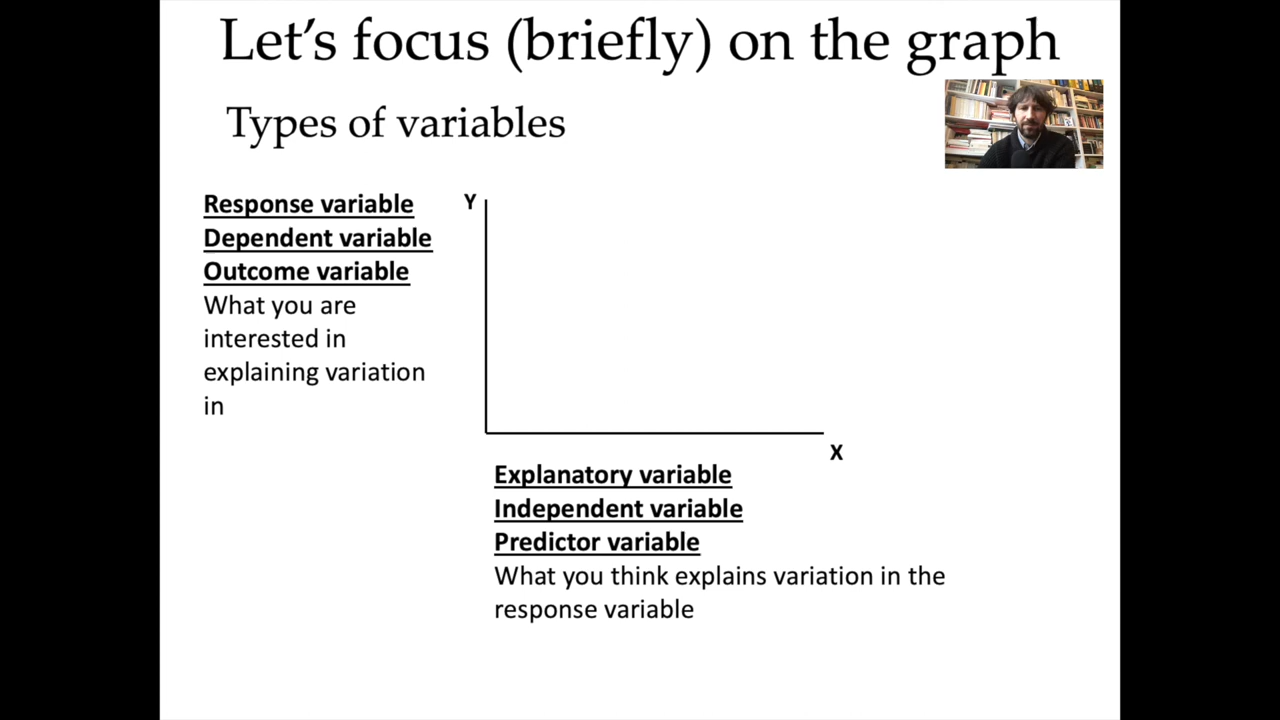 Let's focus (briefly) on the graph
Types of variables
Response variable
Dependent variable
Outcome variable
What you are
interested in
explaining variation
in
Y
X
Explanatory variable
Independent variable
Predictor variable
What you think explains variation in the
response variable